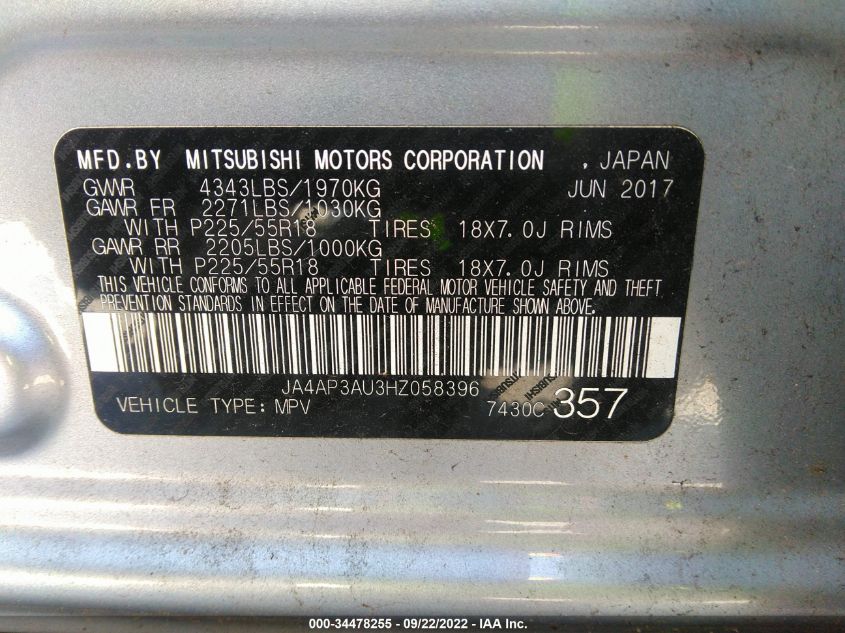 MFD.BY MITSUBISHI MOTORS CORPORATION , JAPAN
GVWR 4343LBS/1970KG JUN 2017
GAWR FR 2271LBS/1030KG
WITH P225/55R18 TIRES 18X7.0J RIMS
GAWR RR 2205LBS/1000KG
WITH P225/55R18 TIRES 18X7.0J RIMS
THIS VEHICLE CONFORMS TO ALL APPLICABLE FEDERAL MOTOR VEHICLE SAFETY AND THEFT
PREVENTION STANDARDS IN EFFECT ON THE DATE OF MANUFACTURE SHOWN ABOVE.
JA4AP3AU3HZ058396
VEHICLE TYPE: MPV 7430C 357
000-34478255 - 09/22/2022 - IAA Inc.